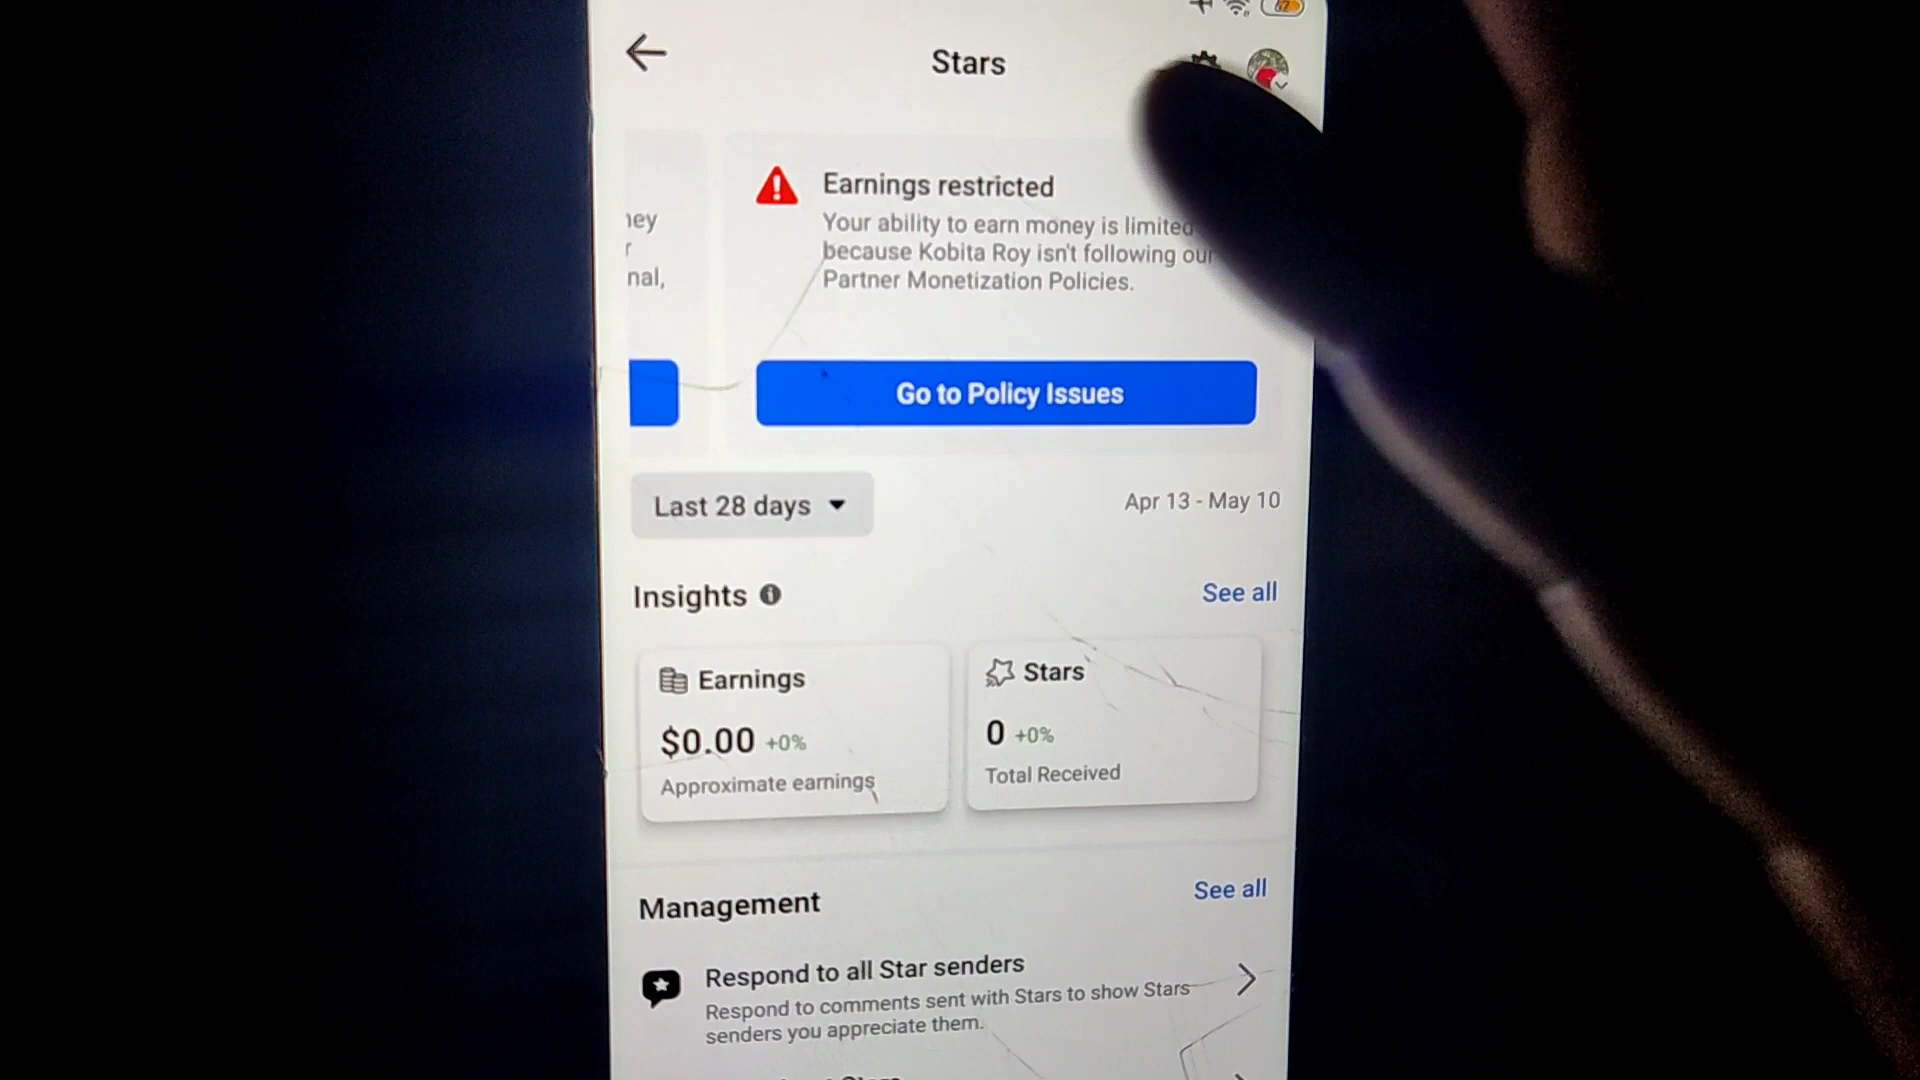 67
Stars
Earnings restricted
Your ability to earn money is limited
because Kobita Roy isn't following our
Partner Monetization Policies.
nal,
Go to Policy Issues
Last 28 days
Apr 13 - May 10
Insights
See all
Earnings
$0.00 +0%
Approximate earnings
Stars
0 +0%
Total Received
Management
See all
Respond to all Star senders
Respond to comments sent with Stars to show Stars
senders you appreciate them.